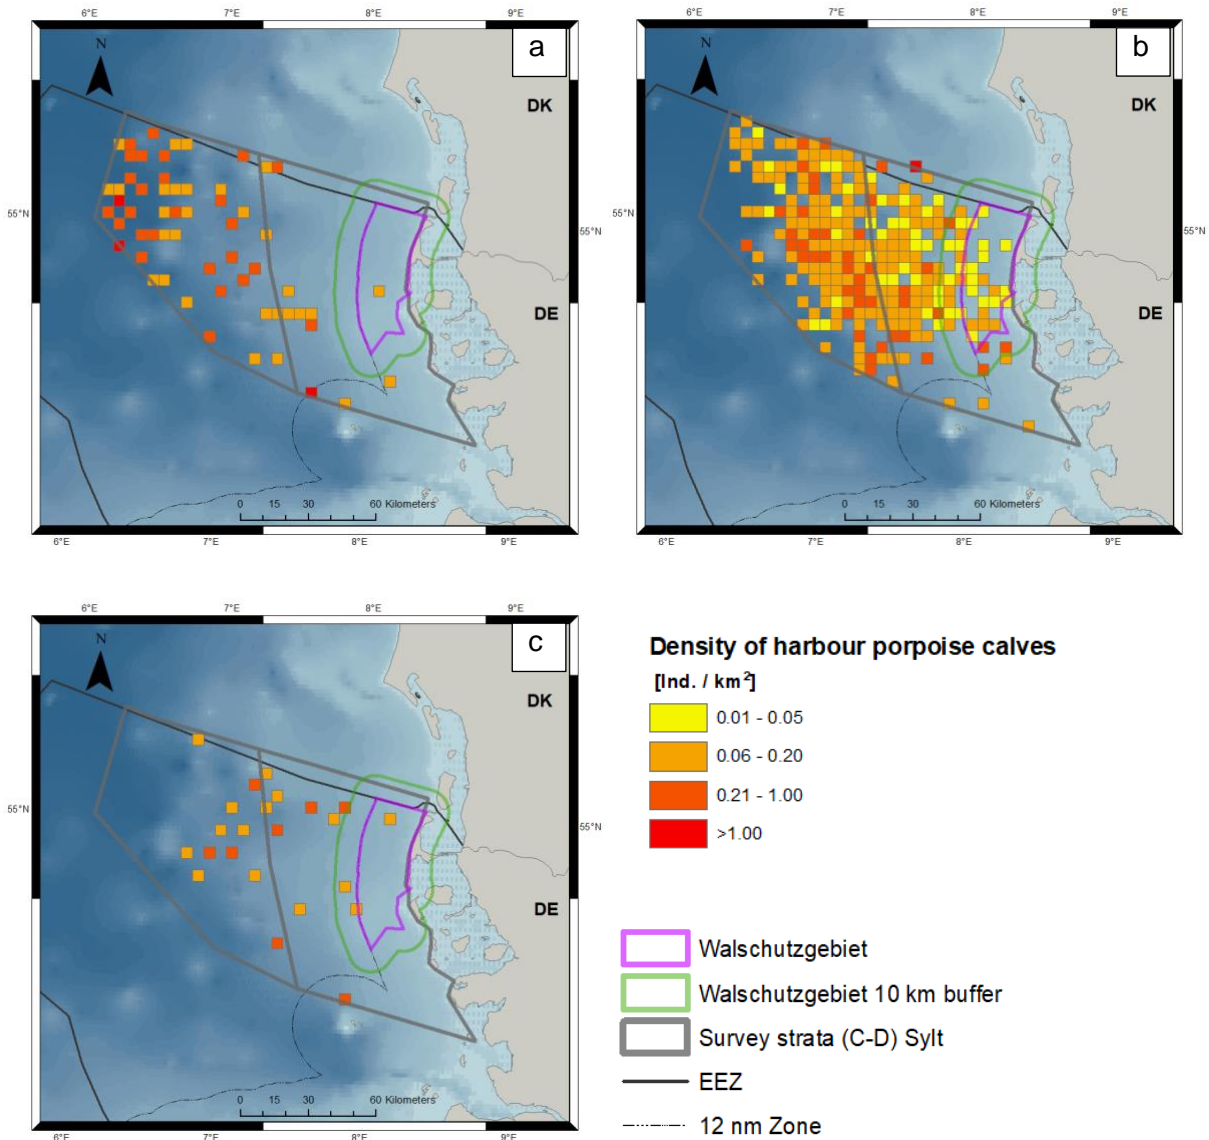 6°E 7°E 8°E 9°E
N
a
DK
55°N
55°N
DE
0 15 30 60 Kilometers
6°E 7°E 8°E 9°E
6°E 7°E 8°E 9°E
N
b
DK
55°N
55°N
DE
0 15 30 60 Kilometers
6°E 7°E 8°E 9°E
6°E 7°E 8°E 9°E
N
c
DK
55°N
55°N
DE
0 15 30 60 Kilometers
6°E 7°E 8°E 9°E
Density of harbour porpoise calves
[Ind. / km²]
0.01 - 0.05
0.06 - 0.20
0.21 - 1.00
>1.00
Walschutzgebiet
Walschutzgebiet 10 km buffer
Survey strata (C-D) Sylt
EEZ
12 nm Zone